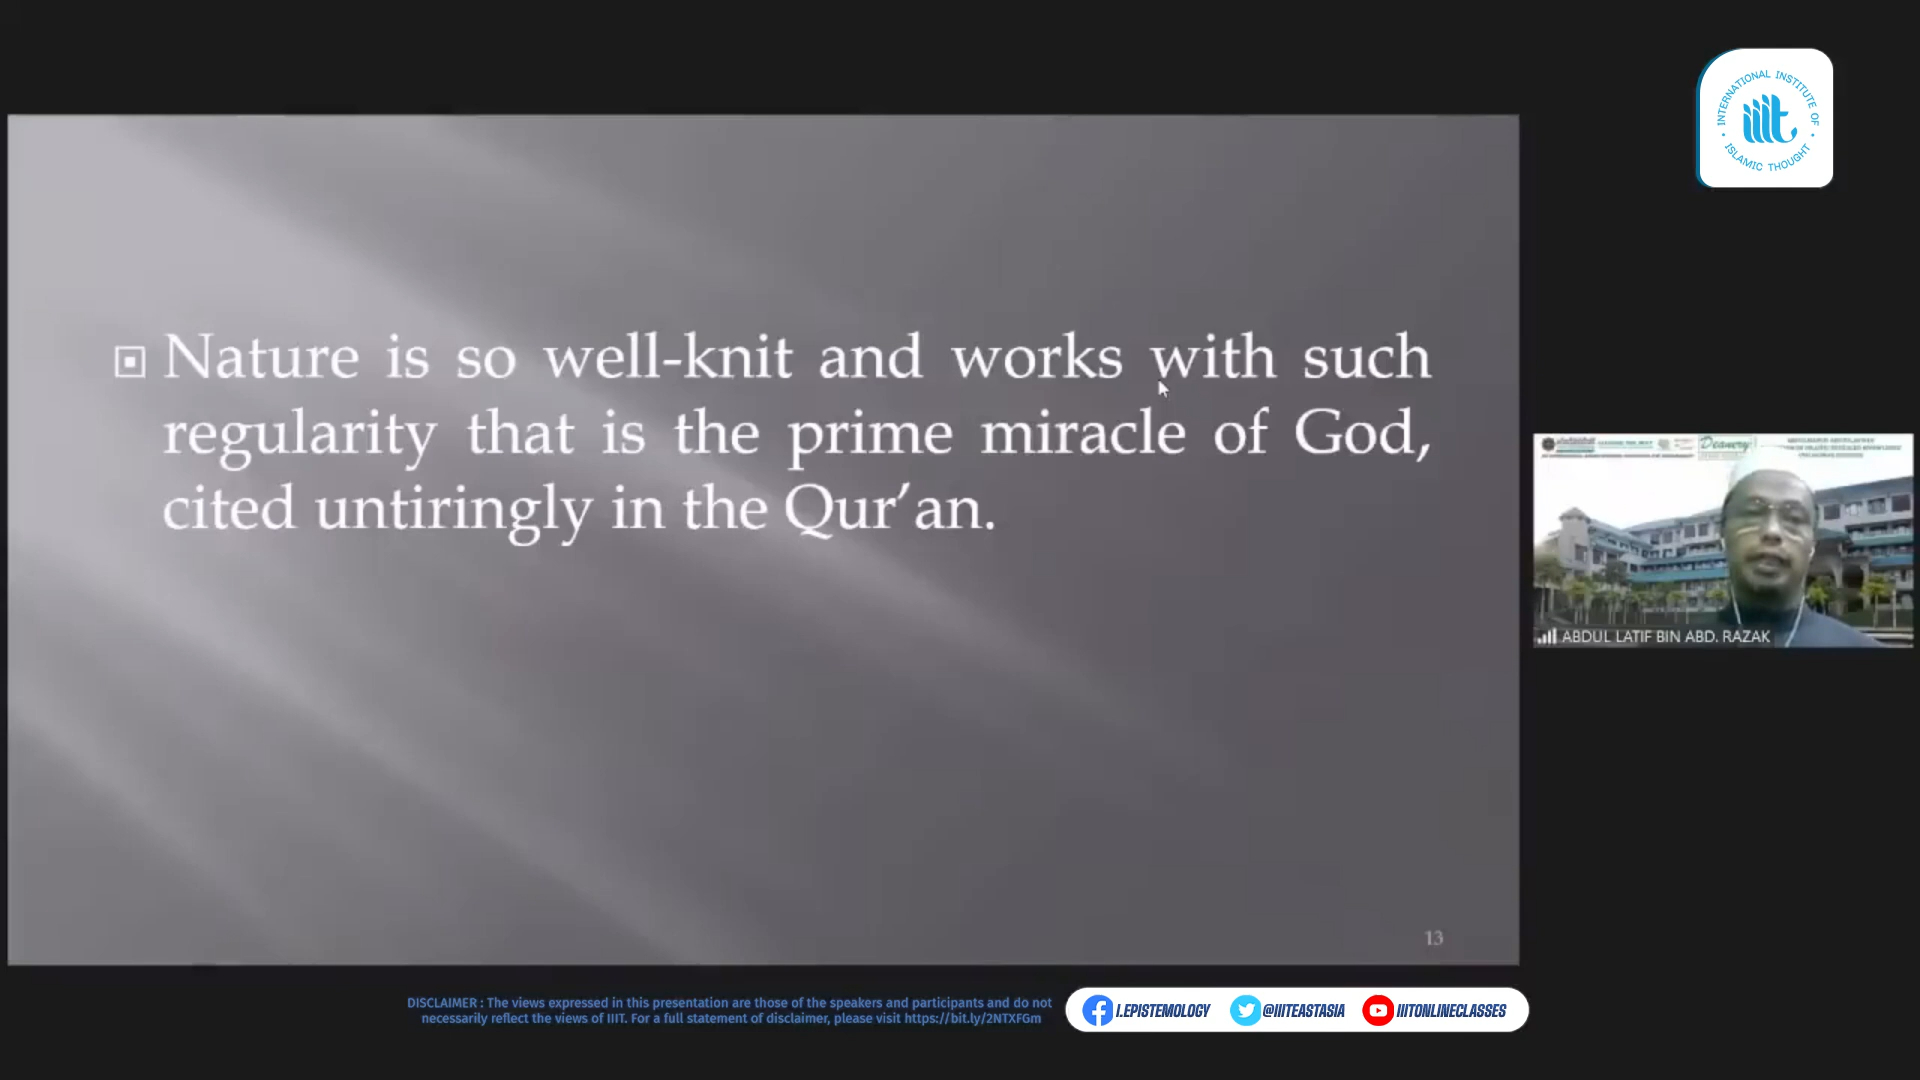 INTERNATIONAL INSTITUTE OF
iiit
ISLAMIC THOUGHT
Nature is so well-knit and works with such
regularity that is the prime miracle of God,
cited untiringly in the Qur’an.
13
Deanery
ABDUL LATIF BIN ABD. RAZAK
DISCLAIMER : The views expressed in this presentation are those of the speakers and participants and do not
necessarily reflect the views of IIIT. For a full statement of disclaimer, please visit https://bit.ly/2NTXFGm
I.EPISTEMOLOGY
@IIITEASTASIA
IIITONLINECLASSES